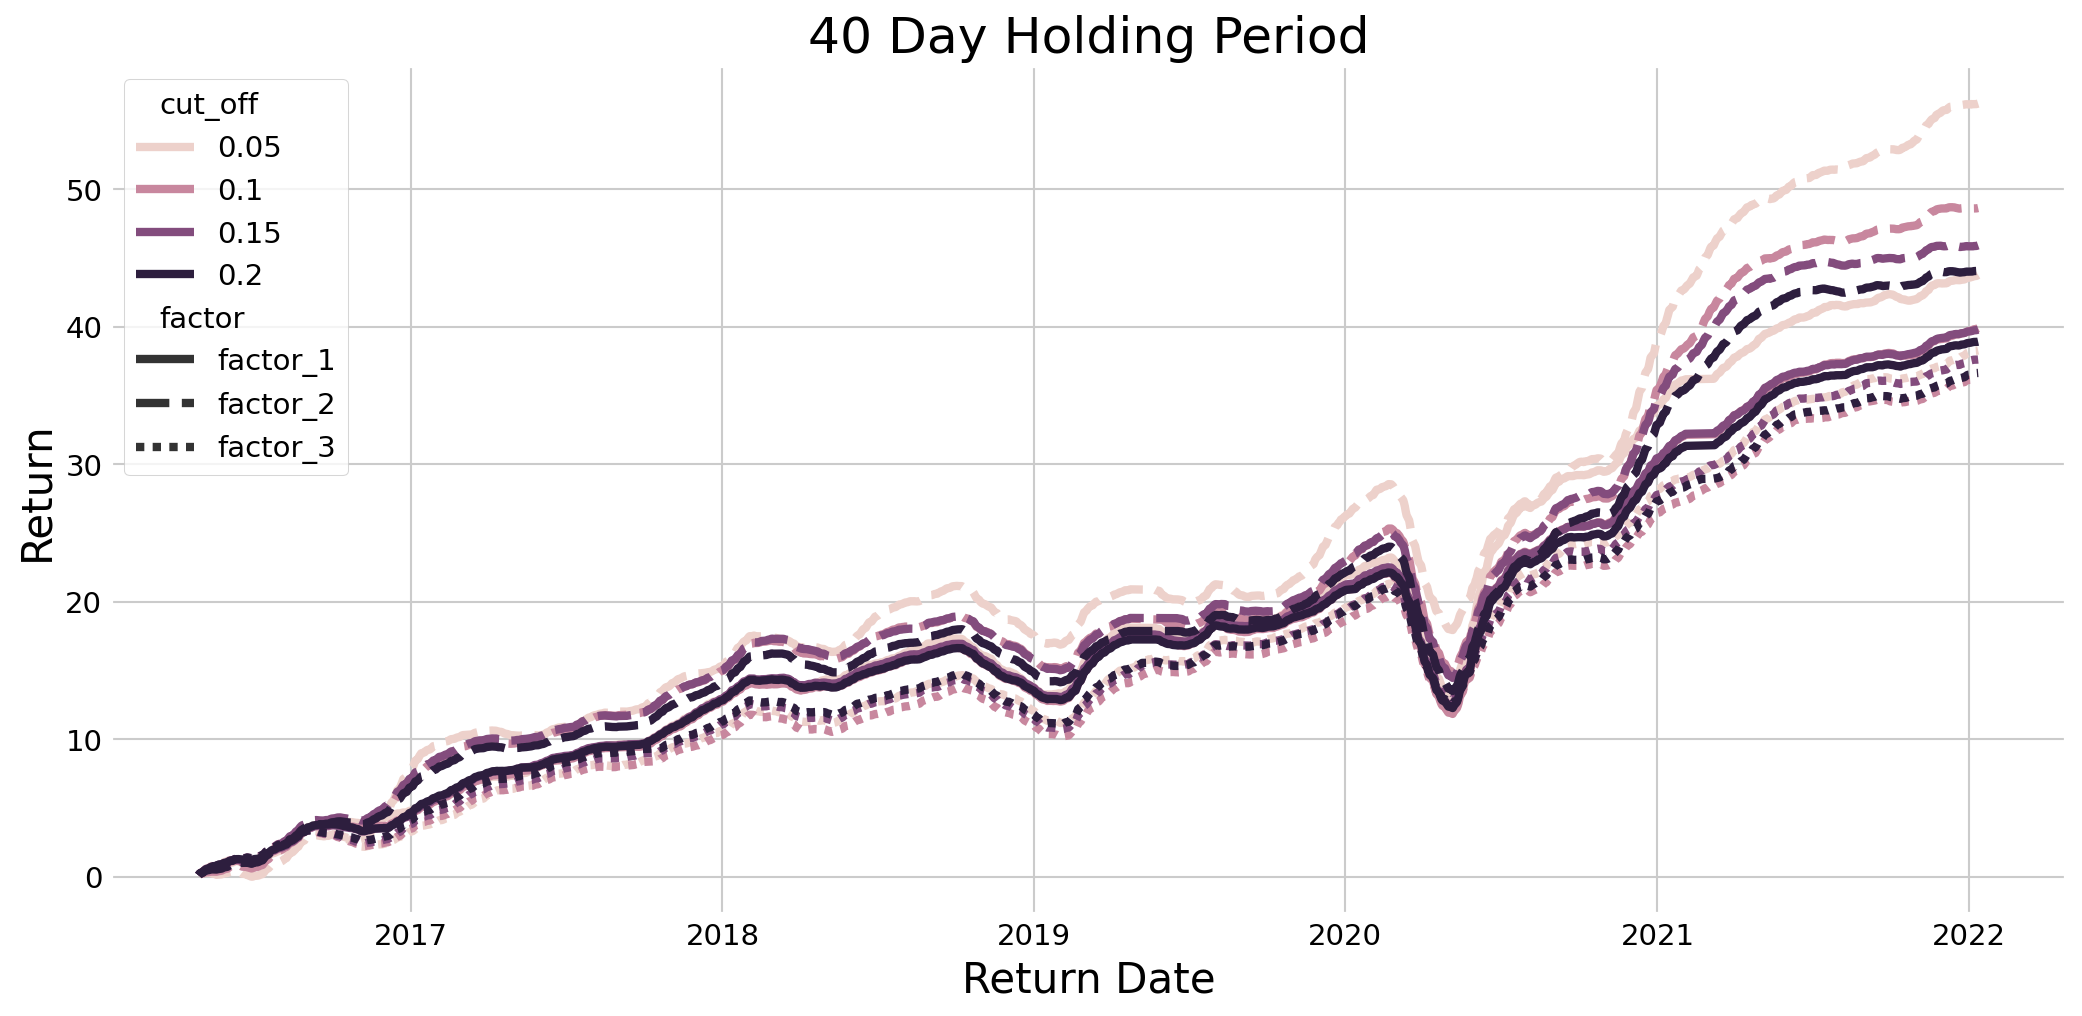 40 Day Holding Period
cut_off
0.05
0.1
0.15
0.2
factor
factor_1
factor_2
factor_3
Return
50
40
30
20
10
0
2017 2018 2019 2020 2021 2022
Return Date